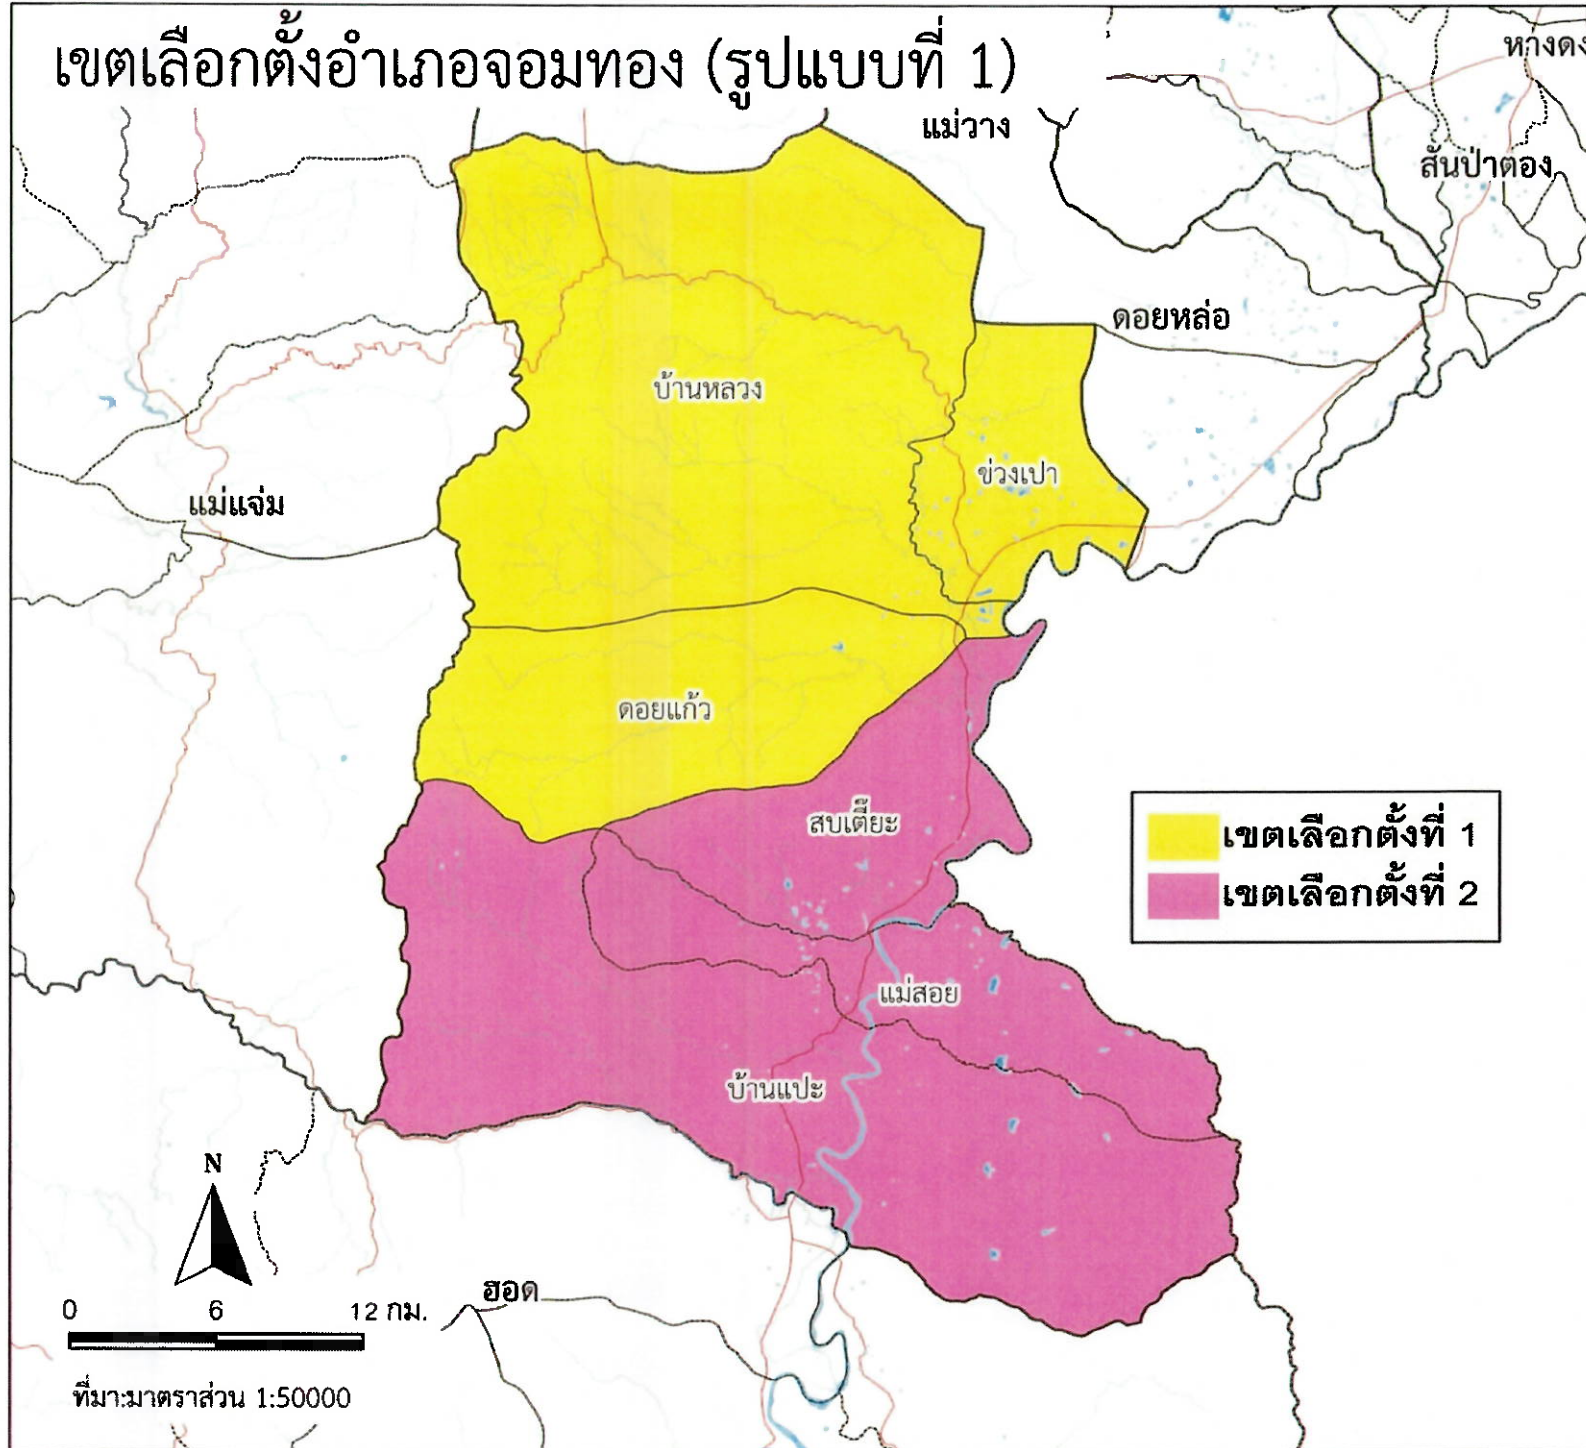 เขตเลือกตั้งอำเภอจอมทอง (รูปแบบที่ 1)
หางดง
แม่วาง
สันป่าตอง
ดอยหล่อ
บ้านหลวง
ข่วงเปา
แม่แจ่ม
ดอยแก้ว
สบเตี๊ยะ
เขตเลือกตั้งที่ 1
เขตเลือกตั้งที่ 2
แม่สอย
บ้านแปะ
N
ฮอด
0 6 12 กม.
ที่มา:มาตราส่วน 1:50000